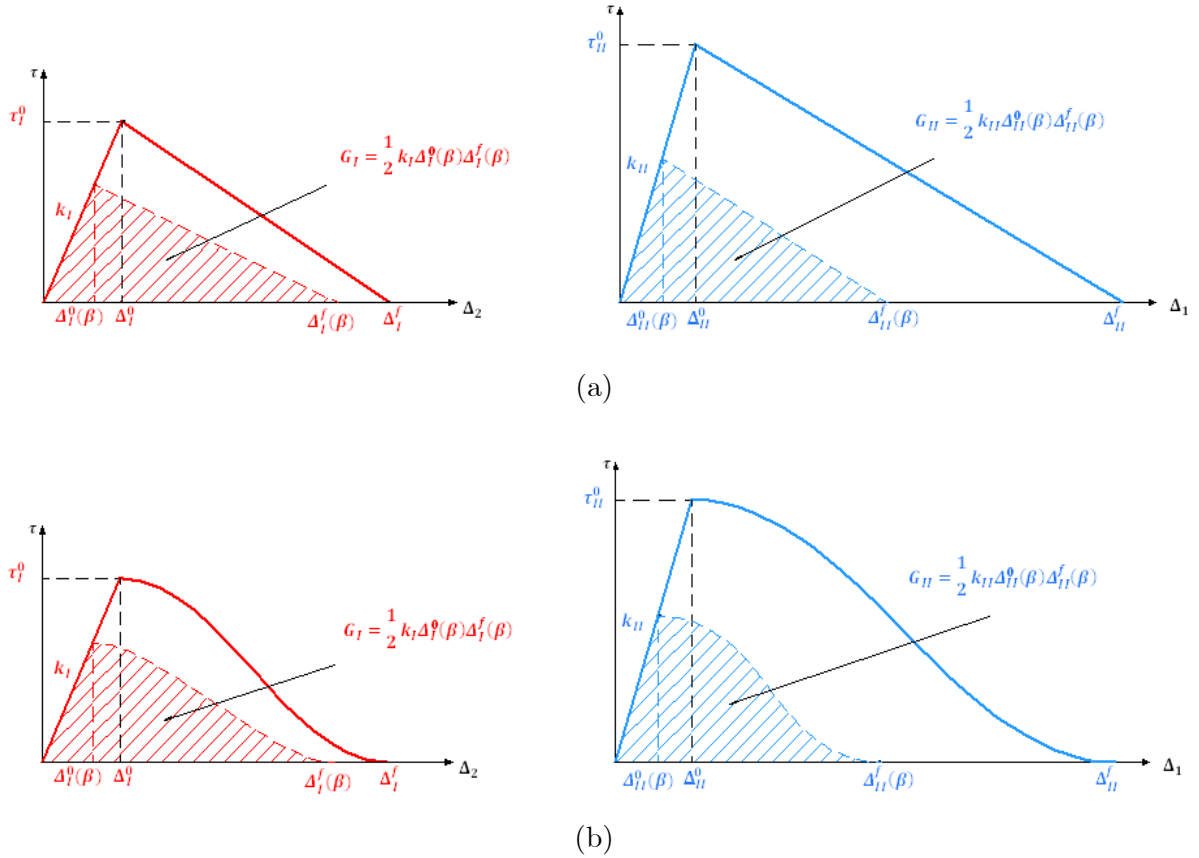 τ
τ_I^0
k_I
G_I = 1/2 k_I Δ_I^0(β)Δ_I^f(β)
Δ_I^0(β) Δ_I^0 Δ_I^f(β) Δ_I^f Δ_2
τ
τ_II^0
k_II
G_II = 1/2 k_II Δ_II^0(β)Δ_II^f(β)
Δ_II^0(β) Δ_II^0 Δ_II^f(β) Δ_II^f Δ_1
(a)
τ
τ_I^0
k_I
G_I = 1/2 k_I Δ_I^0(β)Δ_I^f(β)
Δ_I^0(β) Δ_I^0 Δ_I^f(β) Δ_I^f Δ_2
τ
τ_II^0
k_II
G_II = 1/2 k_II Δ_II^0(β)Δ_II^f(β)
Δ_II^0(β) Δ_II^0 Δ_II^f(β) Δ_II^f Δ_1
(b)